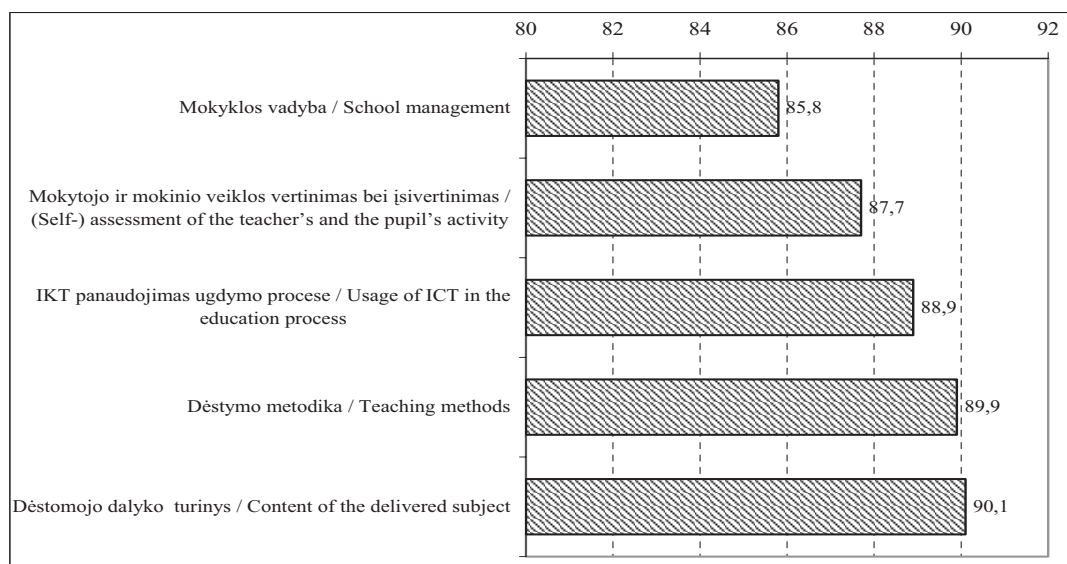 80 82 84 86 88 90 92
Mokyklos vadyba / School management
85,8
Mokytojo ir mokinio veiklos vertinimas bei įsivertinimas /
(Self-) assessment of the teacher's and the pupil's activity
87,7
IKT panaudojimas ugdymo procese / Usage of ICT in the
education process
88,9
Dėstymo metodika / Teaching methods
89,9
Dėstomojo dalyko turinys / Content of the delivered subject
90,1